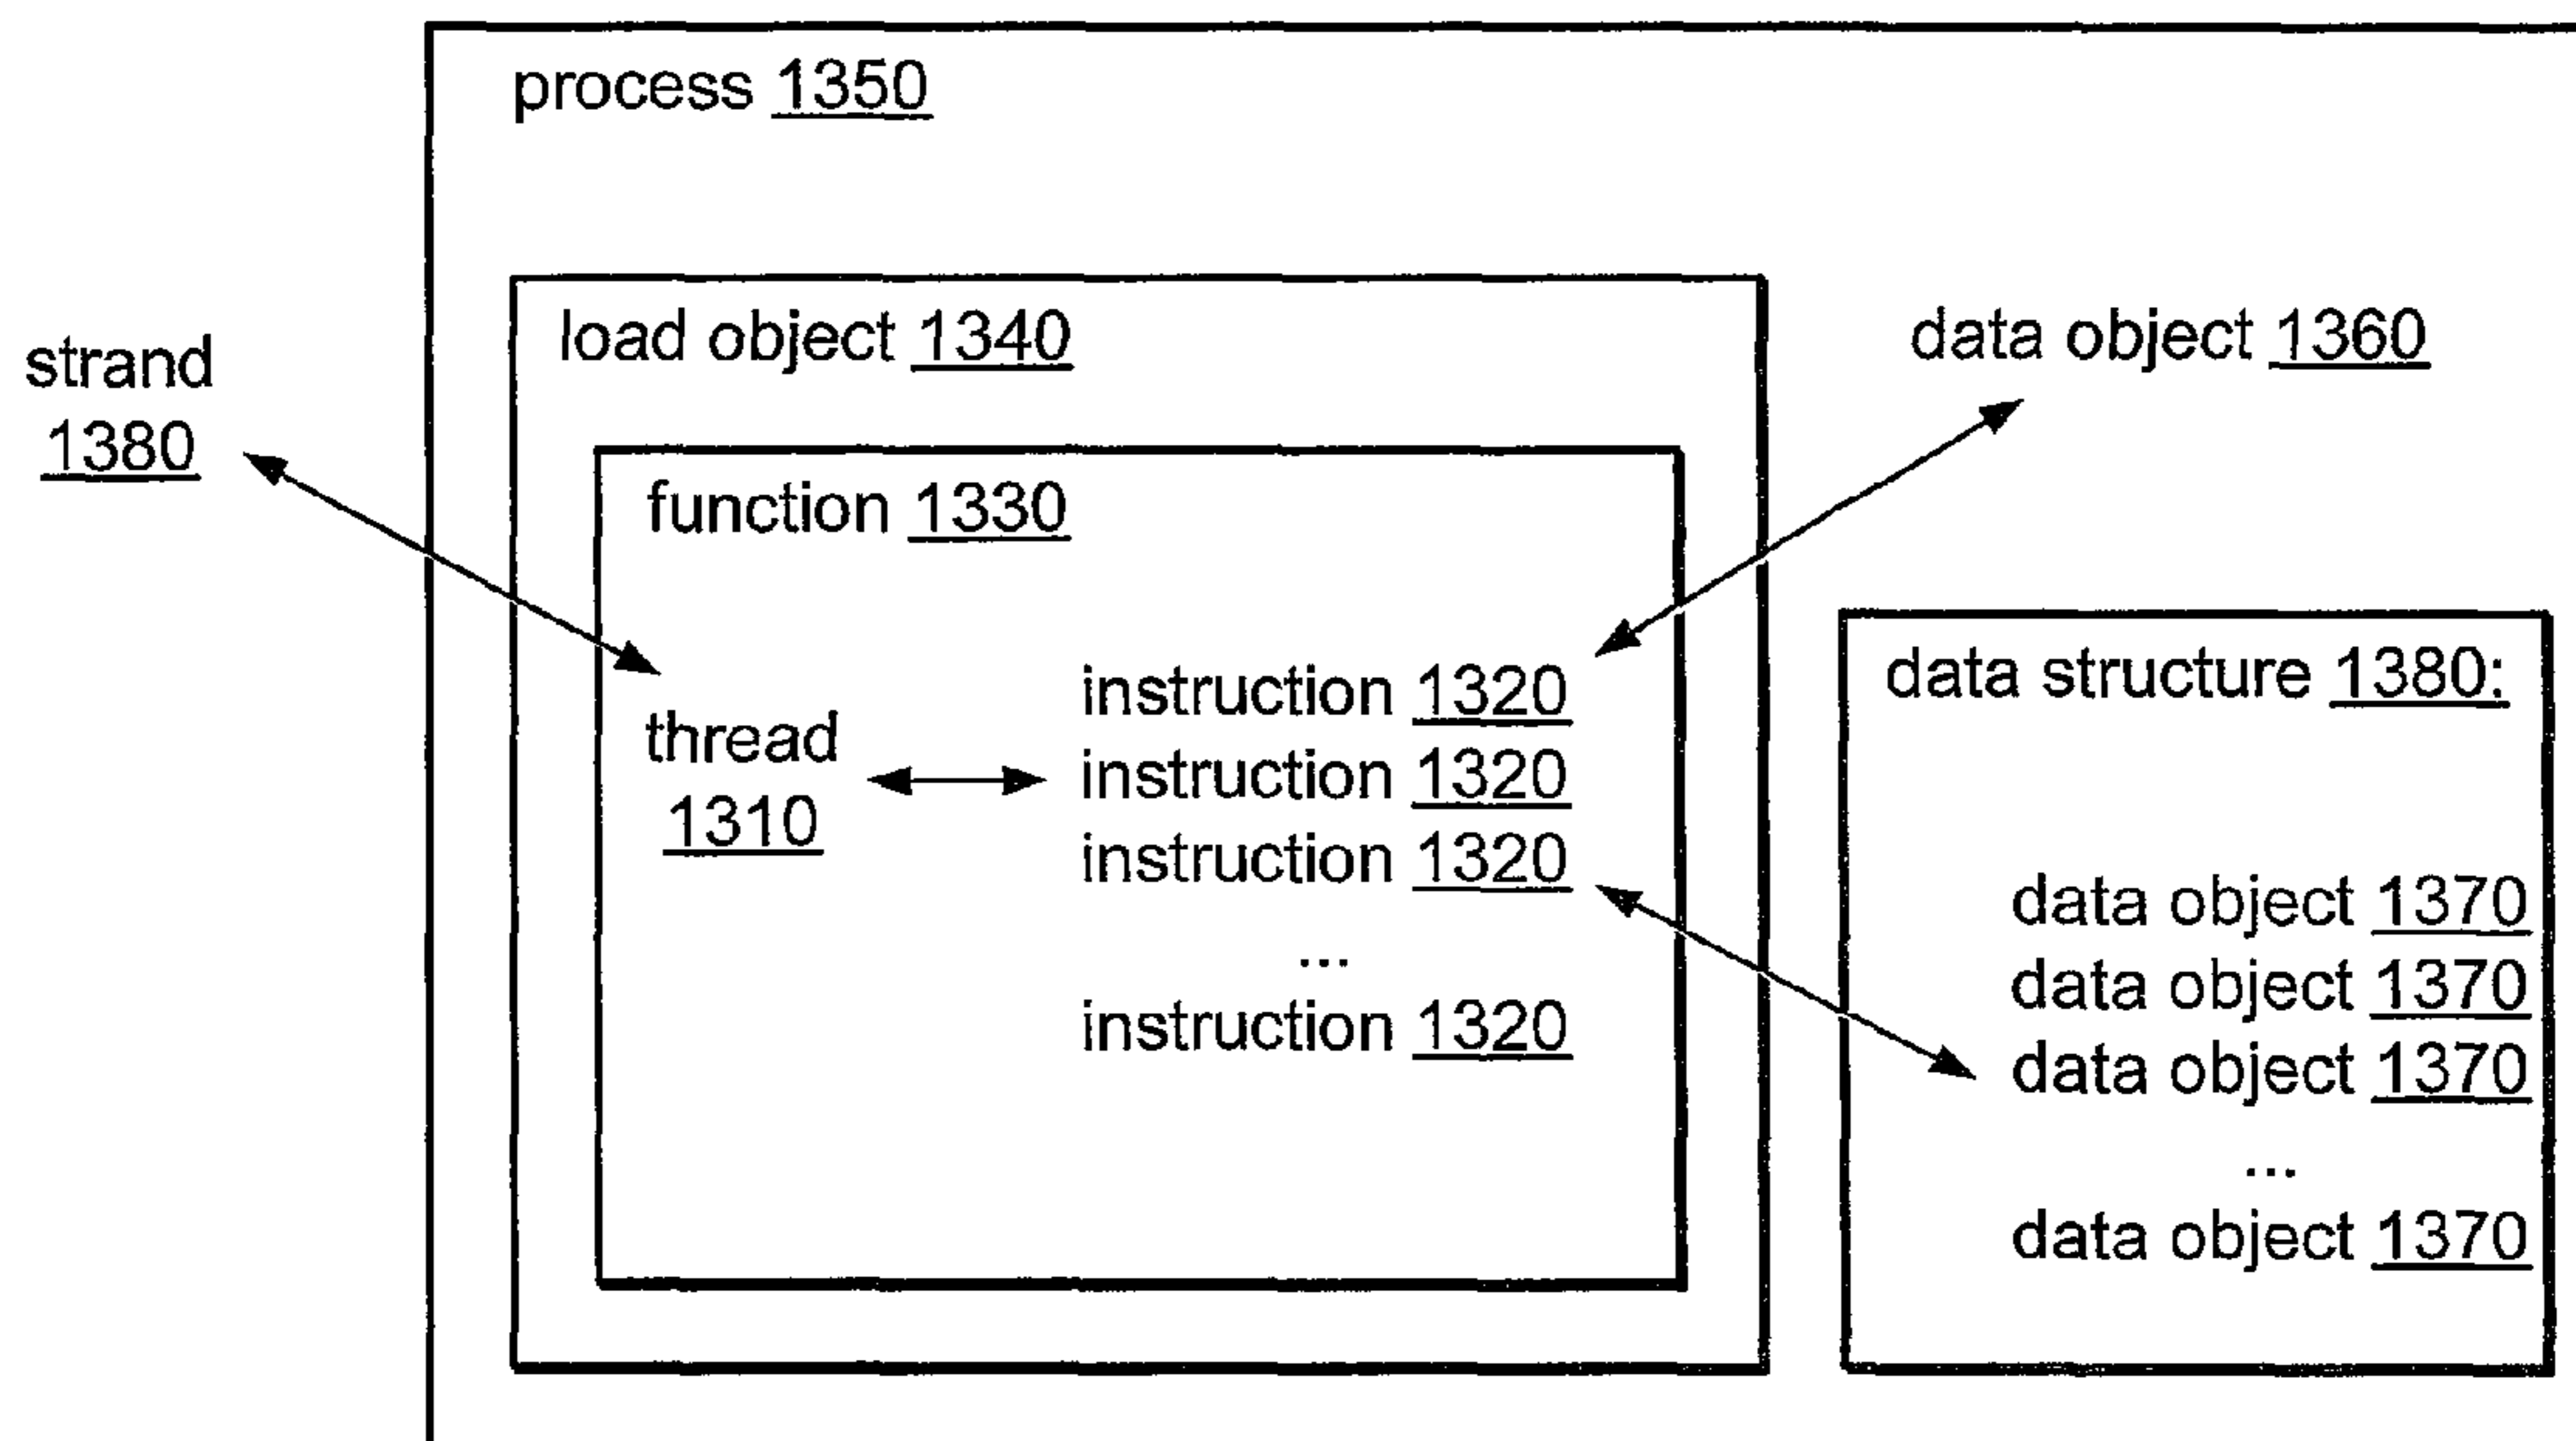 process 1350
strand
1380
load object 1340
function 1330
thread
1310
instruction 1320
instruction 1320
instruction 1320
...
instruction 1320
data object 1360
data structure 1380:
data object 1370
data object 1370
data object 1370
...
data object 1370